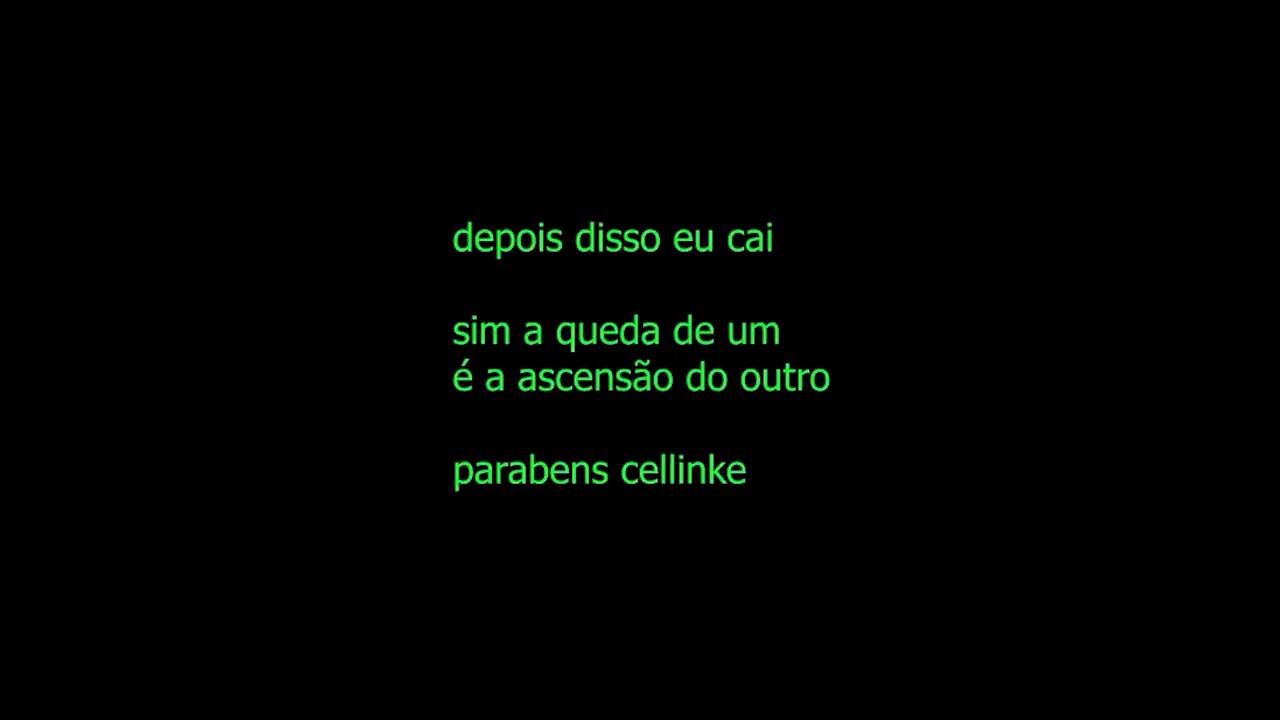 depois disso eu cai
sim a queda de um
é a ascensão do outro
parabens cellinke